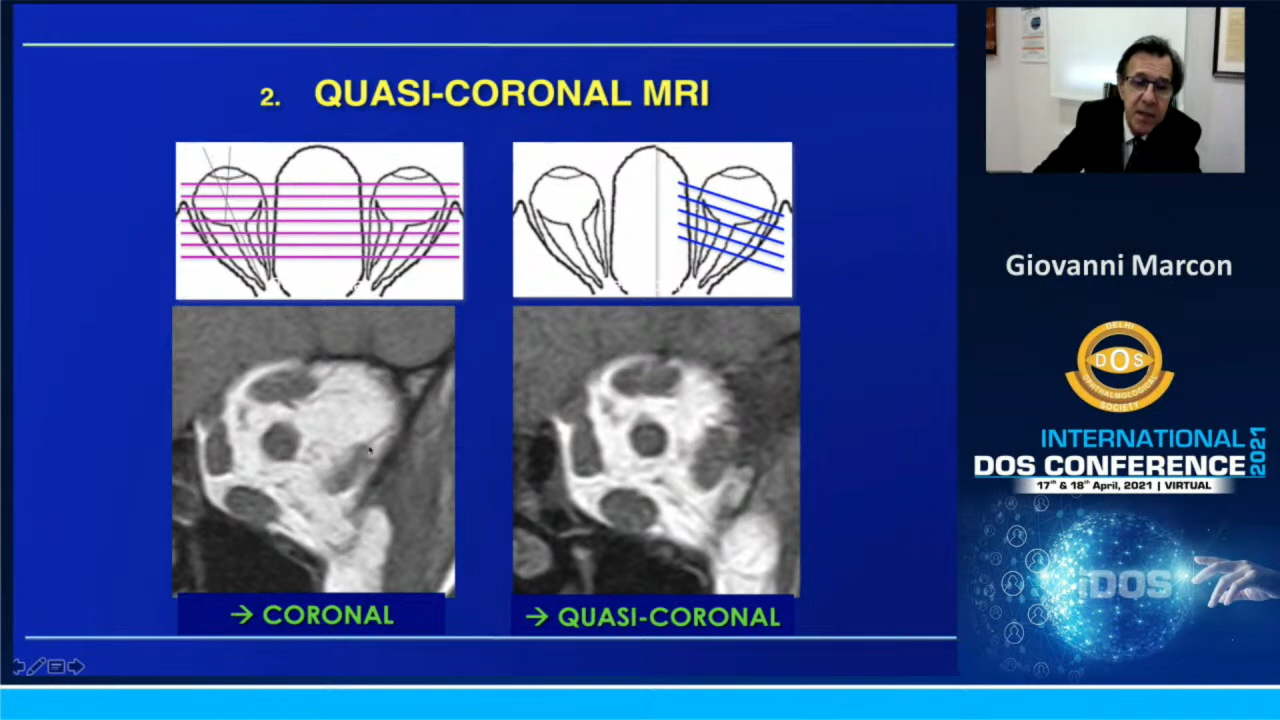 2. QUASI-CORONAL MRI
→ CORONAL
→ QUASI-CORONAL
Giovanni Marcon
DELHI
DOS
OPHTHALMOLOGICAL
SOCIETY
INTERNATIONAL
DOS CONFERENCE
2021
17th & 18th April, 2021 | VIRTUAL
iDOS